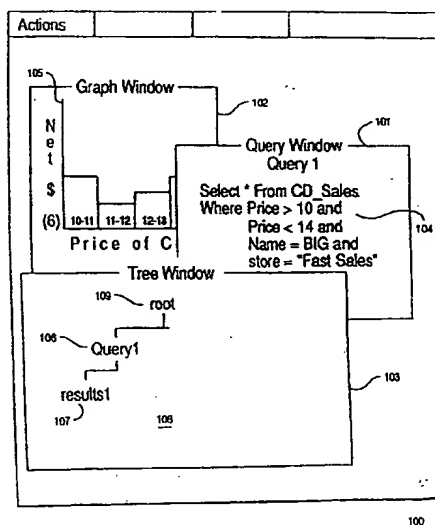 Actions
105
Graph Window
102
101
Net $ (6)
10-11 11-12 12-13
Price of C
Query Window
Query 1
Select * From CD_Sales
Where Price > 10 and
Price < 14 and
Name = BIG and
store = "Fast Sales"
104
Tree Window
109
root
106
Query1
results1
107
108
103
100